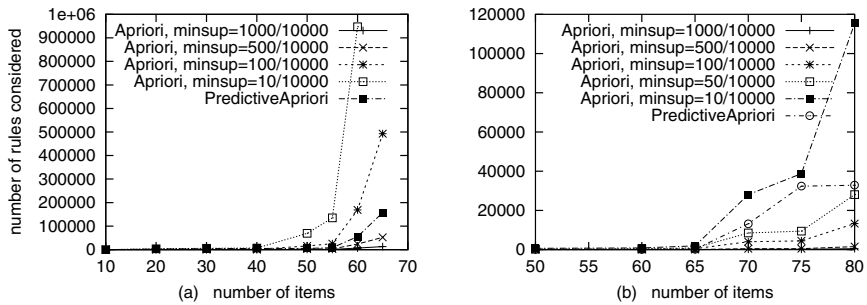 number of rules considered
1e+06
900000
800000
700000
600000
500000
400000
300000
200000
100000
0
Apriori, minsup=1000/10000
Apriori, minsup=500/10000
Apriori, minsup=100/10000
Apriori, minsup=10/10000
PredictiveApriori
10 20 30 40 50 60 70
(a) number of items
120000
100000
80000
60000
40000
20000
0
Apriori, minsup=1000/10000
Apriori, minsup=500/10000
Apriori, minsup=100/10000
Apriori, minsup=50/10000
Apriori, minsup=10/10000
PredictiveApriori
50 55 60 65 70 75 80
(b) number of items